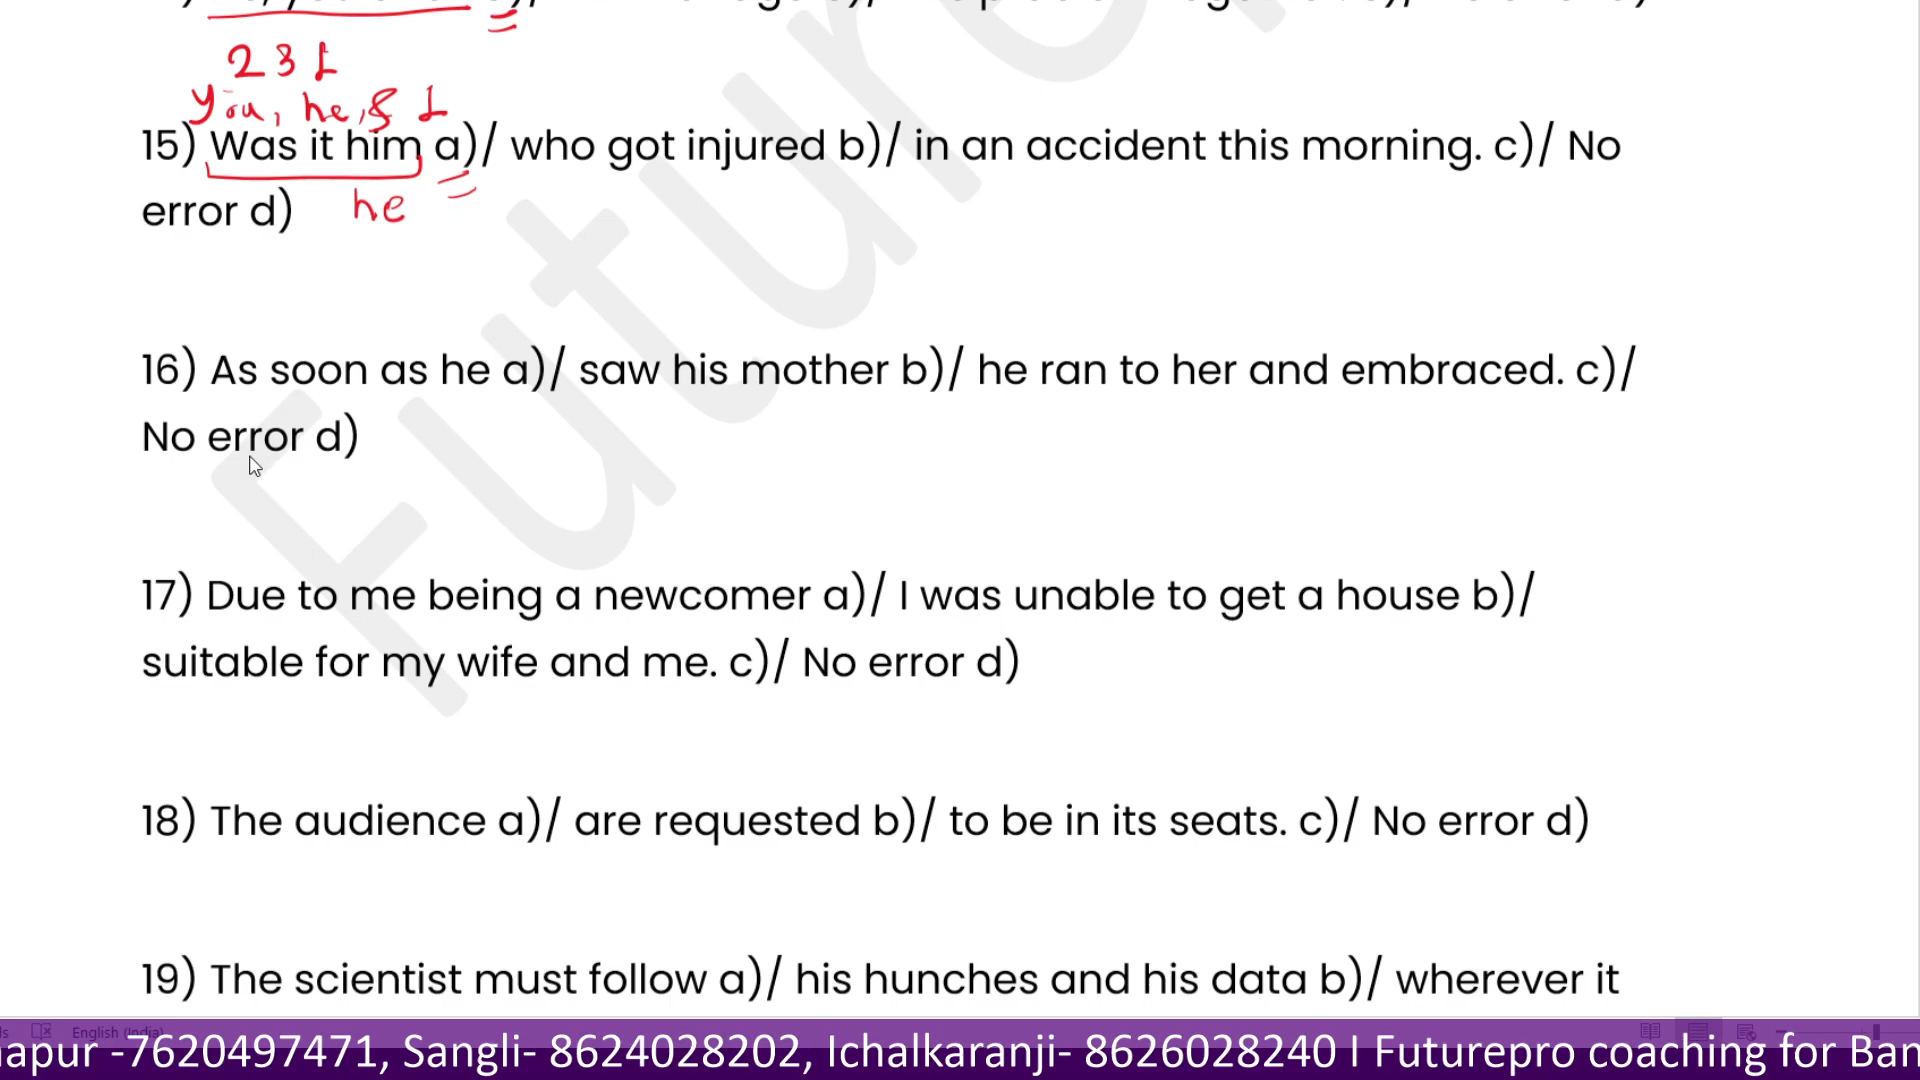 2 3 1
you, he, & I
15) Was it him a)/ who got injured b)/ in an accident this morning. c)/ No
error d)
he
16) As soon as he a)/ saw his mother b)/ he ran to her and embraced. c)/
No error d)
17) Due to me being a newcomer a)/ I was unable to get a house b)/
suitable for my wife and me. c)/ No error d)
18) The audience a)/ are requested b)/ to be in its seats. c)/ No error d)
19) The scientist must follow a)/ his hunches and his data b)/ wherever it
English (India)
apur -7620497471, Sangli- 8624028202, Ichalkaranji- 8626028240 I Futurepro coaching for Ban
Future